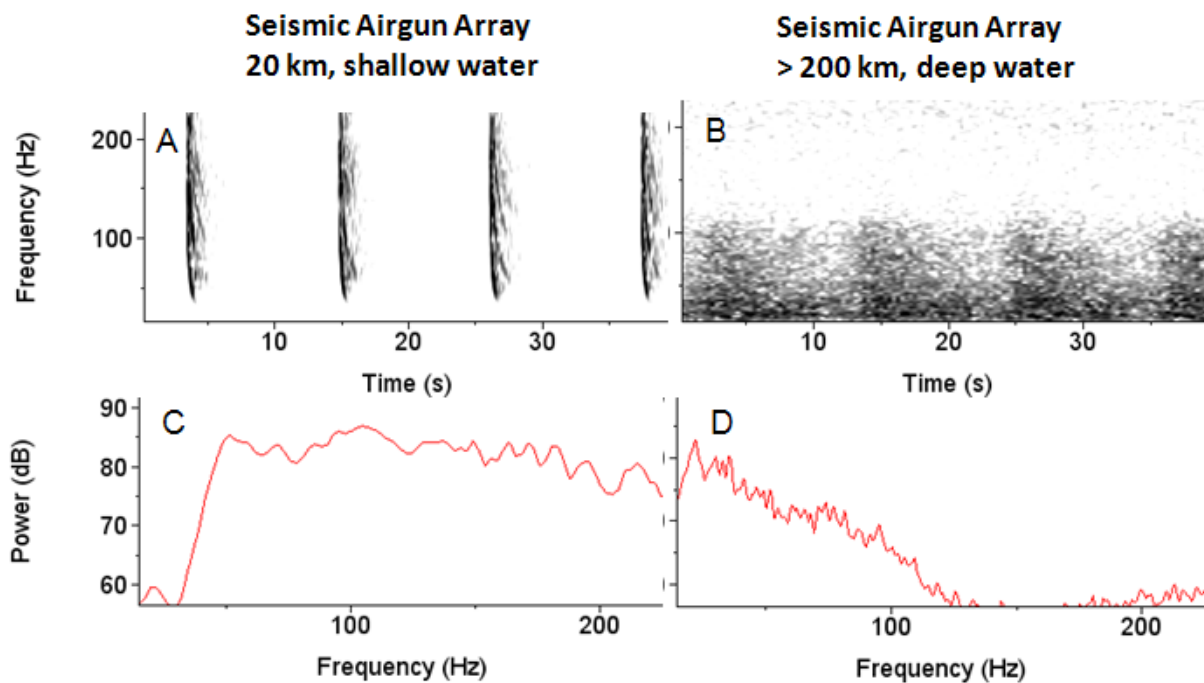 Seismic Airgun Array
20 km, shallow water
Seismic Airgun Array
> 200 km, deep water
A
B
Frequency (Hz)
200
100
10
20
30
10
20
30
Time (s)
Time (s)
C
D
Power (dB)
90
80
70
60
100
200
100
200
Frequency (Hz)
Frequency (Hz)